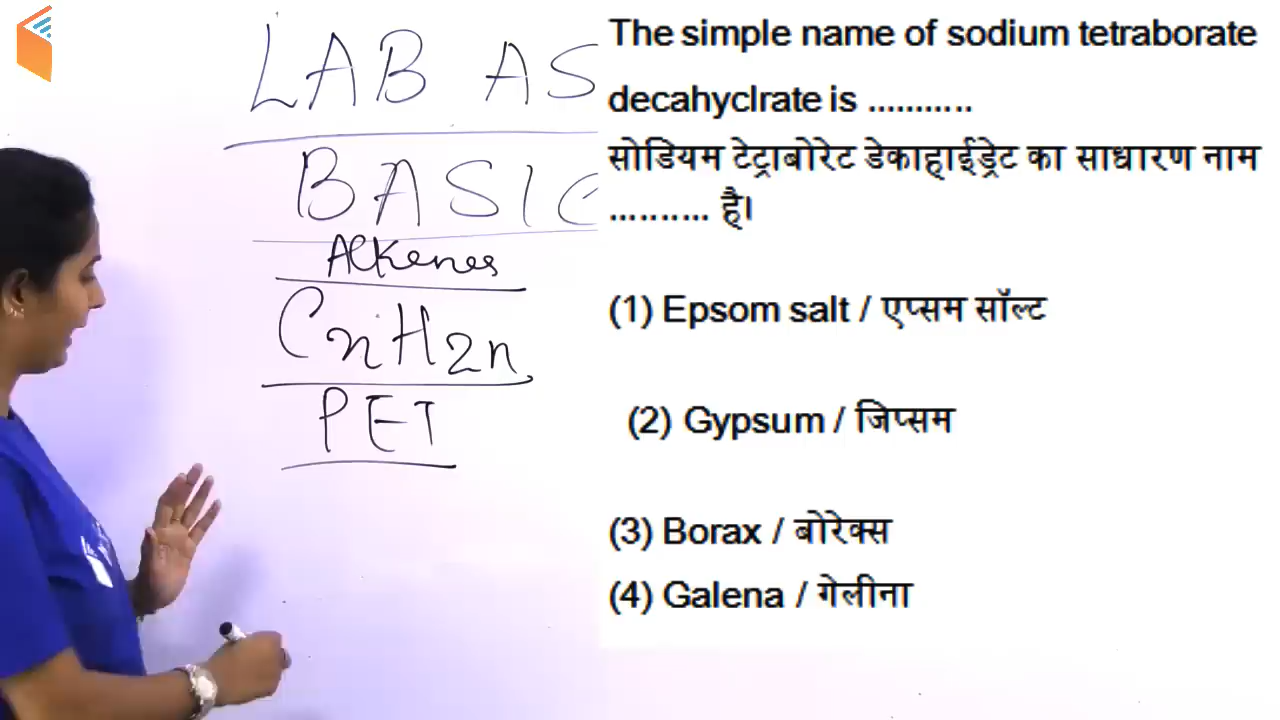 LAB AS
BASIC
Alkenes
CnH2n
PET
The simple name of sodium tetraborate
decahyclrate is ...........
सोडियम टेट्राबोरेट डेकाहाईड्रेट का साधारण नाम
.......... है।
(1) Epsom salt / एप्सम सॉल्ट
(2) Gypsum / जिप्सम
(3) Borax / बोरेक्स
(4) Galena / गेलीना